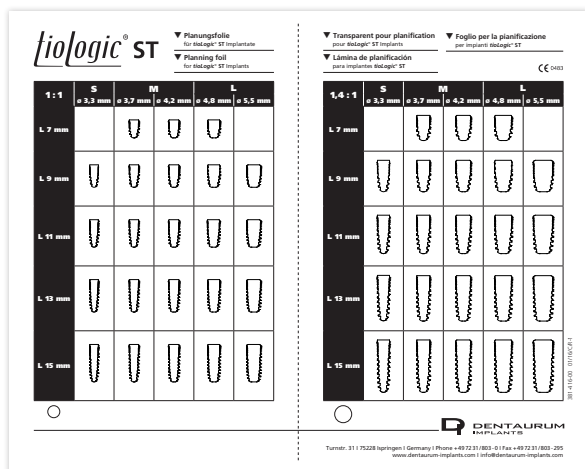 tioLogic® ST
▼ Planungsfolie
für tioLogic® ST Implantate
▼ Planning foil
for tioLogic® ST Implants
▼ Transparent pour planification
pour tioLogic® ST Implants
▼ Lámina de planificación
para implantes tioLogic® ST
▼ Foglio per la pianificazione
per impianti tioLogic® ST
CE 0483
1 : 1
S M L
ø 3,3 mm ø 3,7 mm ø 4,2 mm ø 4,8 mm ø 5,5 mm
L 7 mm
L 9 mm
L 11 mm
L 13 mm
L 15 mm
1,4 : 1
S M L
ø 3,3 mm ø 3,7 mm ø 4,2 mm ø 4,8 mm ø 5,5 mm
L 7 mm
L 9 mm
L 11 mm
L 13 mm
L 15 mm
DENTAURUM
IMPLANTS
Turnstr. 31 I 75228 Ispringen I Germany I Phone +49 72 31/803-0 I Fax +49 72 31/803-295
www.dentaurum-implants.com I info@dentaurum-implants.com